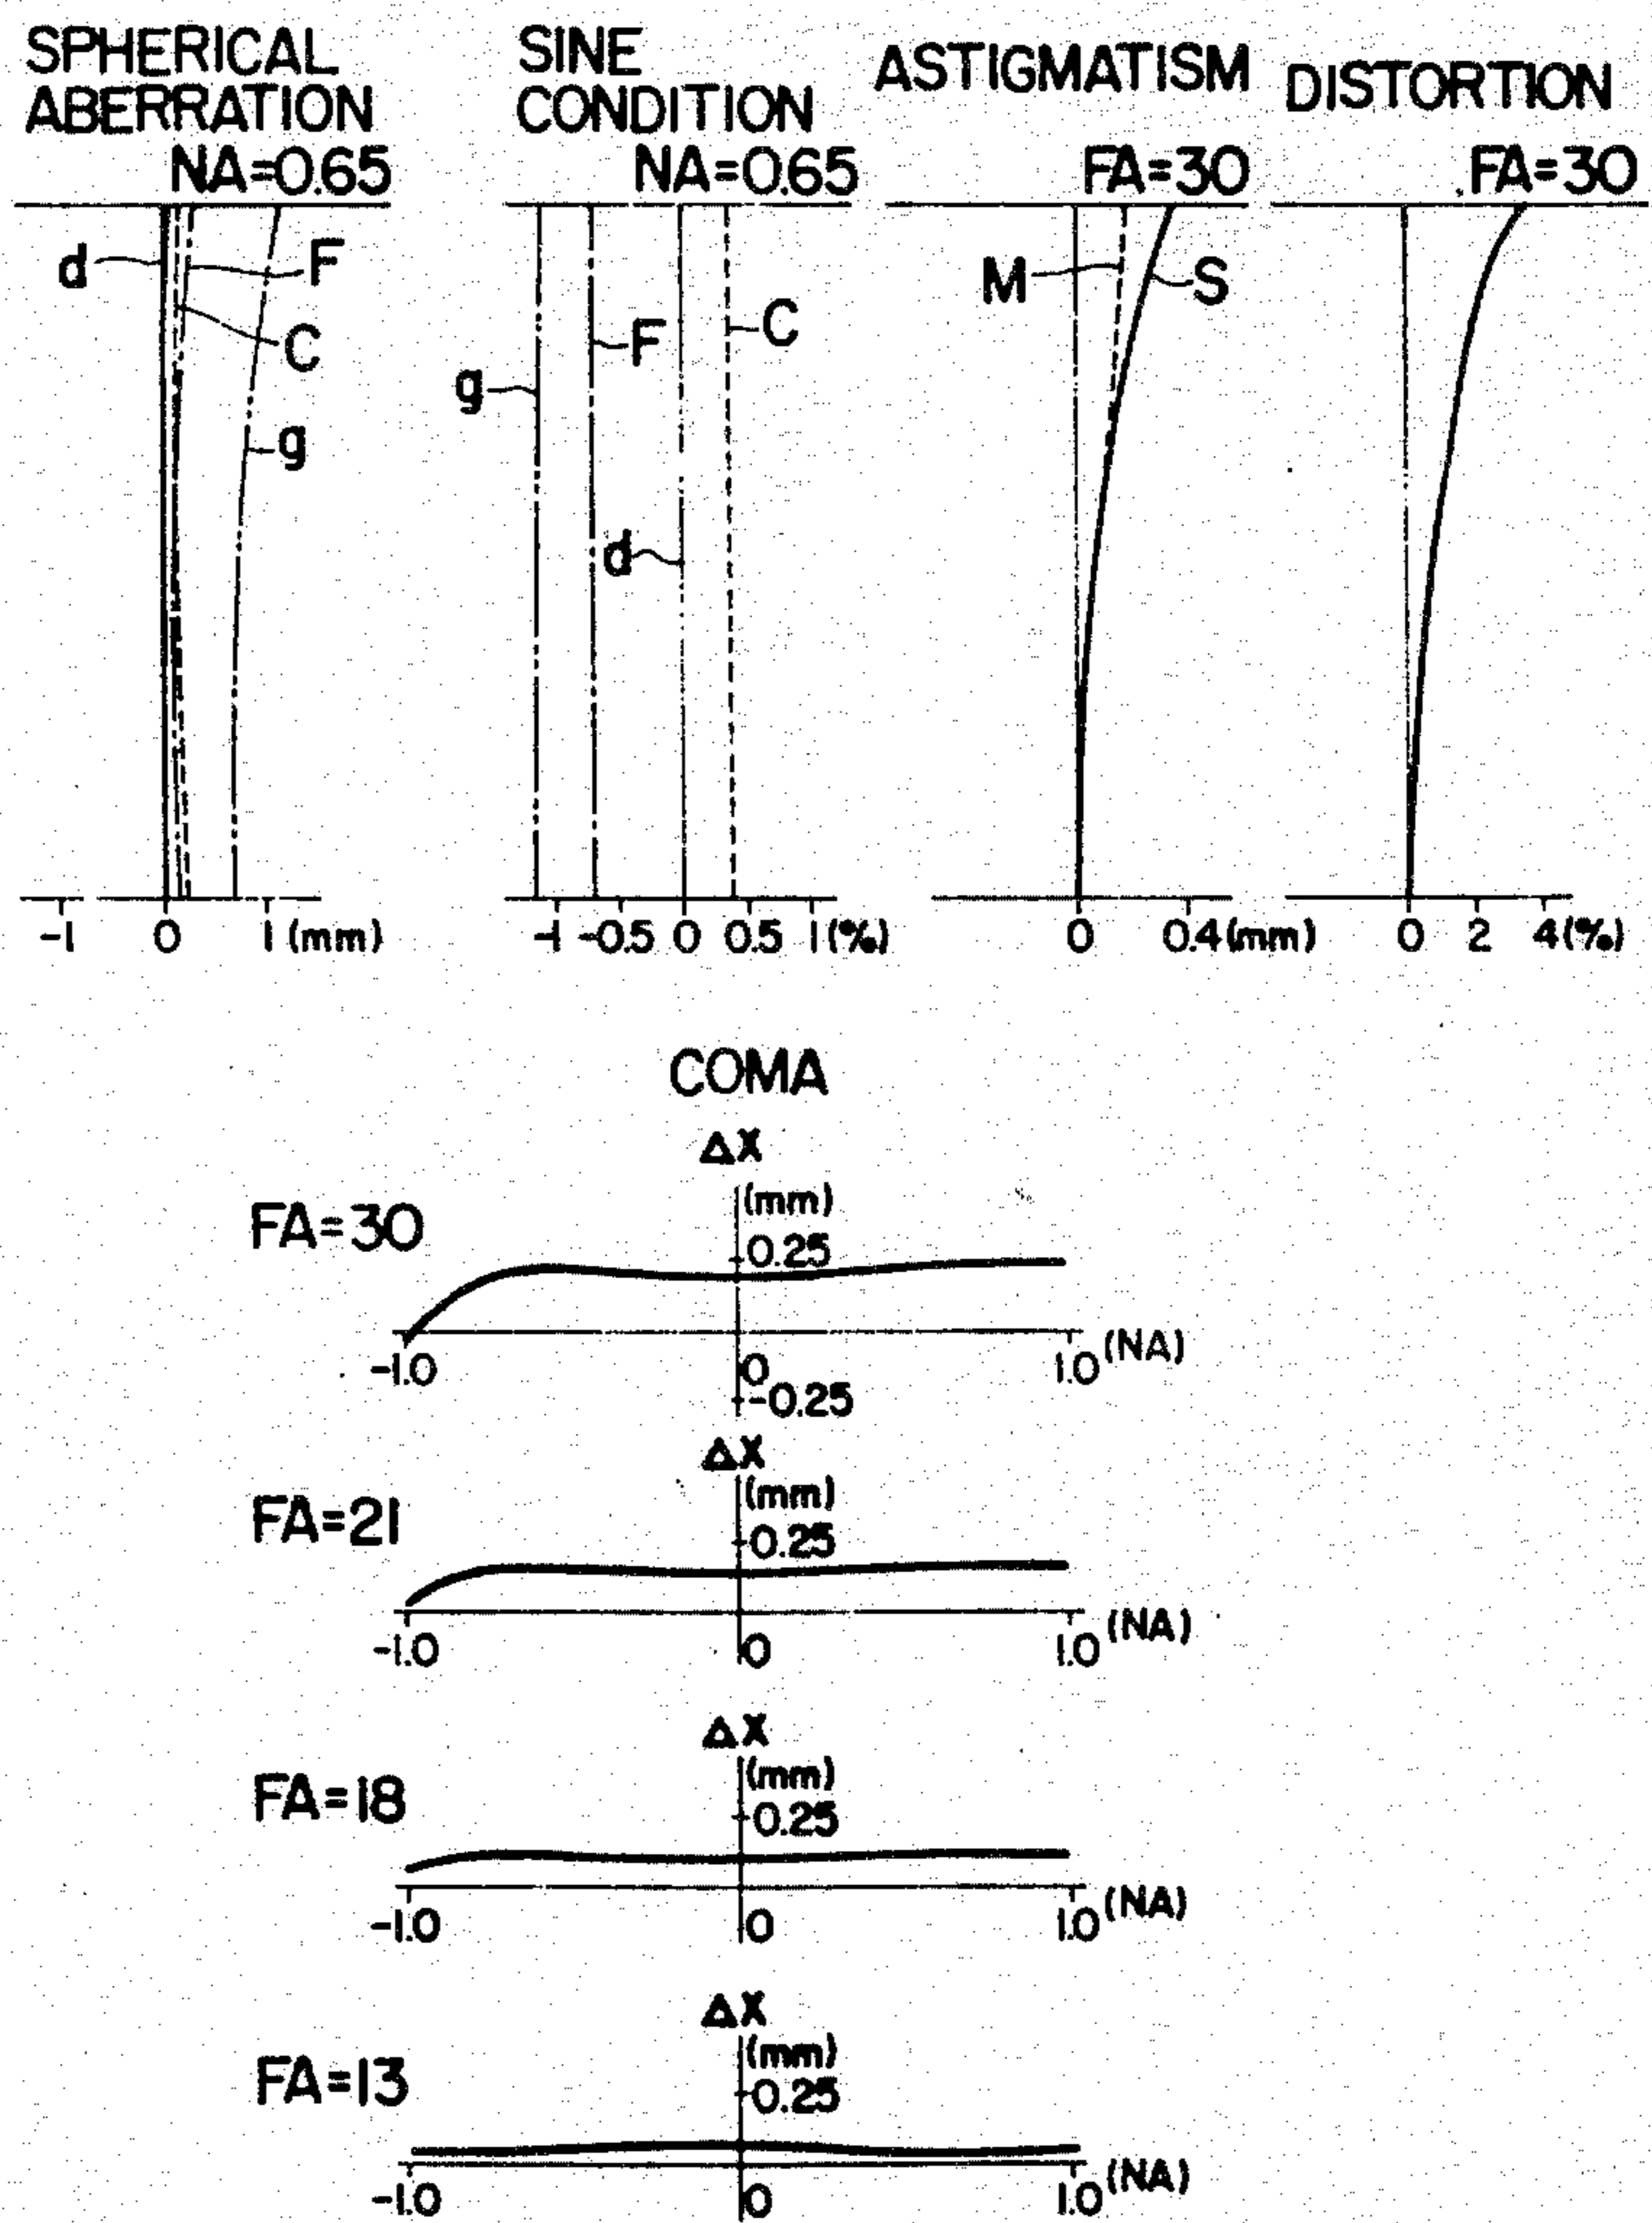 SPHERICAL
ABERRATION
NA=0.65
d
F
C
g
-1 0 1 (mm)
SINE
CONDITION
NA=0.65
C
F
g
d
-1 -0.5 0 0.5 1 (%)
ASTIGMATISM
FA=30
M
S
0 0.4 (mm)
DISTORTION
FA=30
0 2 4 (%)
COMA
ΔX
(mm)
FA=30
0.25
-1.0 0 1.0 (NA)
-0.25
ΔX
(mm)
FA=21
0.25
-1.0 0 1.0 (NA)
ΔX
(mm)
FA=18
0.25
-1.0 0 1.0 (NA)
ΔX
(mm)
FA=13
0.25
-1.0 0 1.0 (NA)